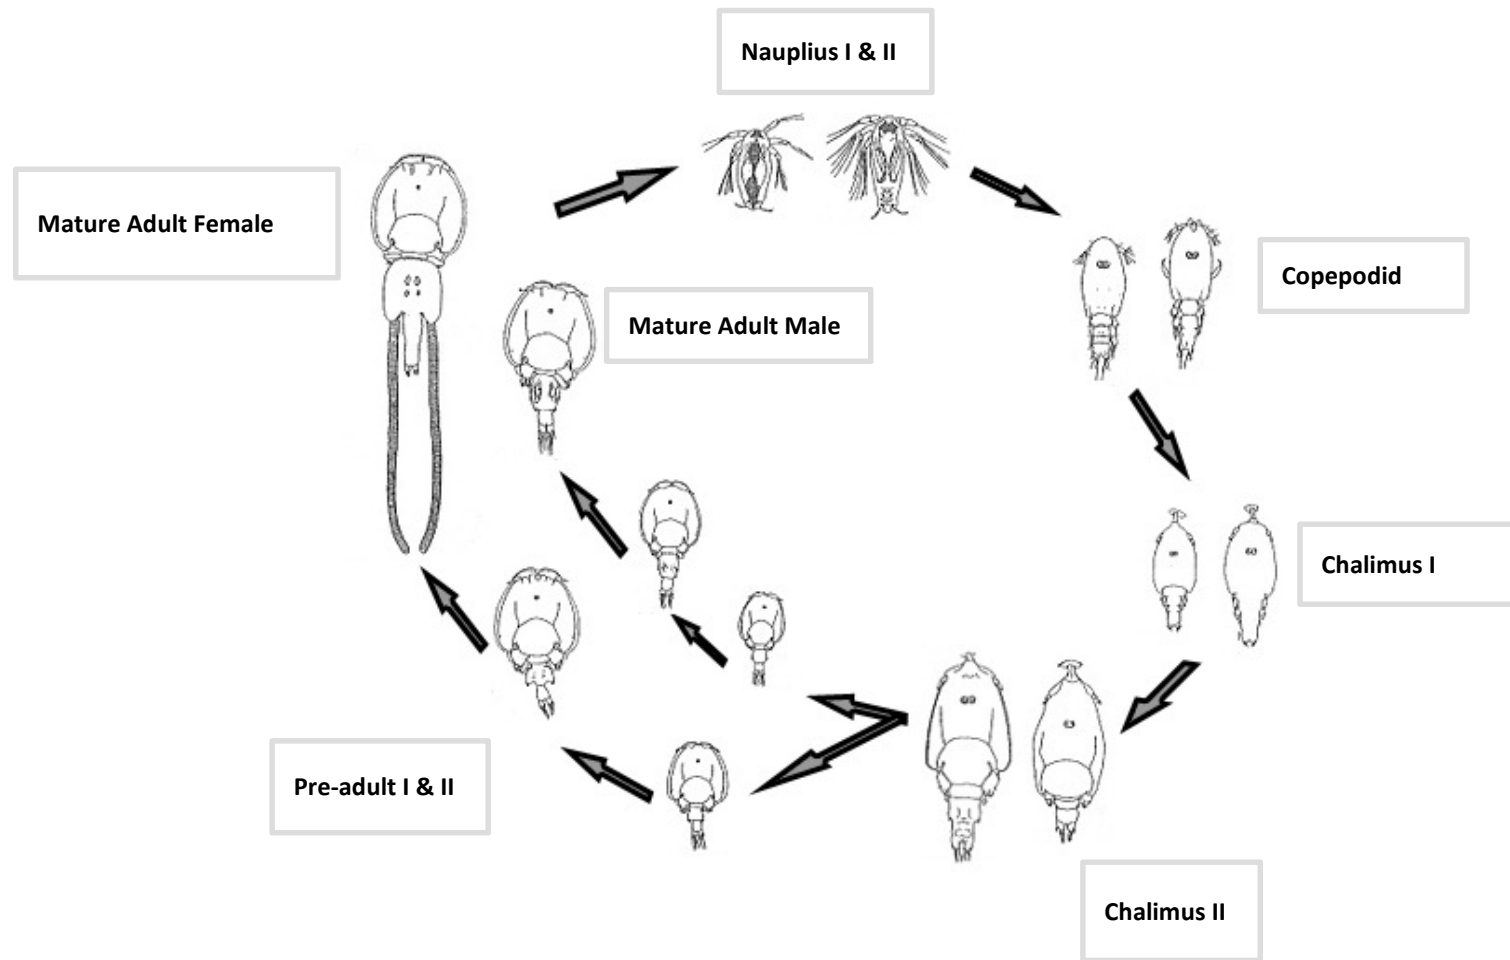 Nauplius I & II
Mature Adult Female
Copepodid
Mature Adult Male
Chalimus I
Pre-adult I & II
Chalimus II